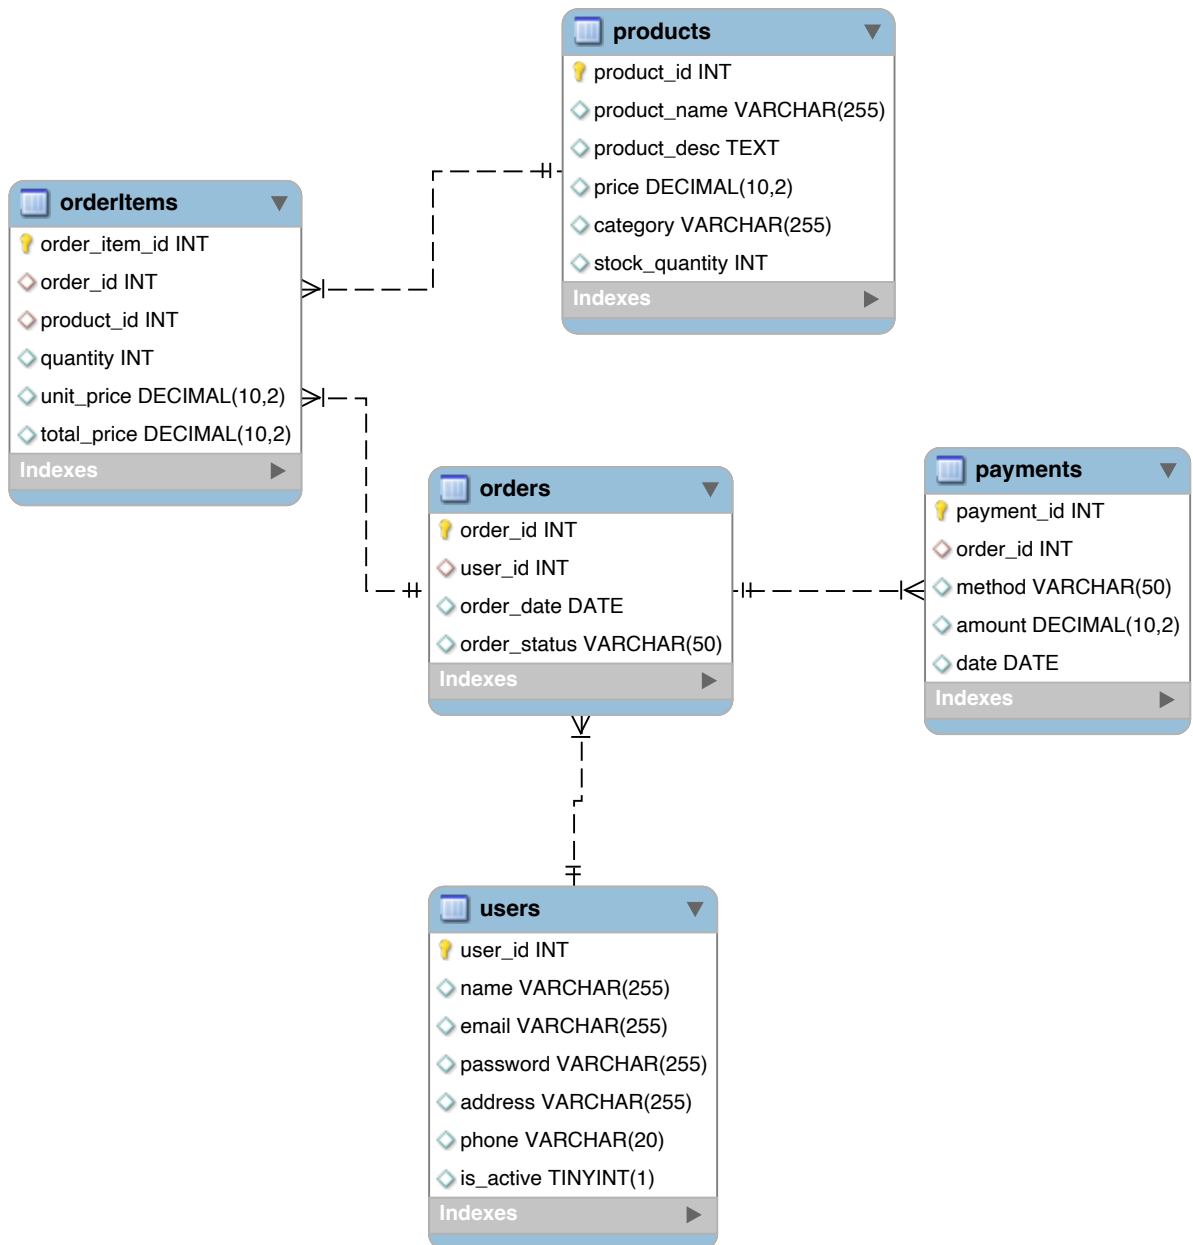 products
product_id INT
product_name VARCHAR(255)
product_desc TEXT
price DECIMAL(10,2)
category VARCHAR(255)
stock_quantity INT
Indexes
orderItems
order_item_id INT
order_id INT
product_id INT
quantity INT
unit_price DECIMAL(10,2)
total_price DECIMAL(10,2)
Indexes
orders
order_id INT
user_id INT
order_date DATE
order_status VARCHAR(50)
Indexes
payments
payment_id INT
order_id INT
method VARCHAR(50)
amount DECIMAL(10,2)
date DATE
Indexes
users
user_id INT
name VARCHAR(255)
email VARCHAR(255)
password VARCHAR(255)
address VARCHAR(255)
phone VARCHAR(20)
is_active TINYINT(1)
Indexes